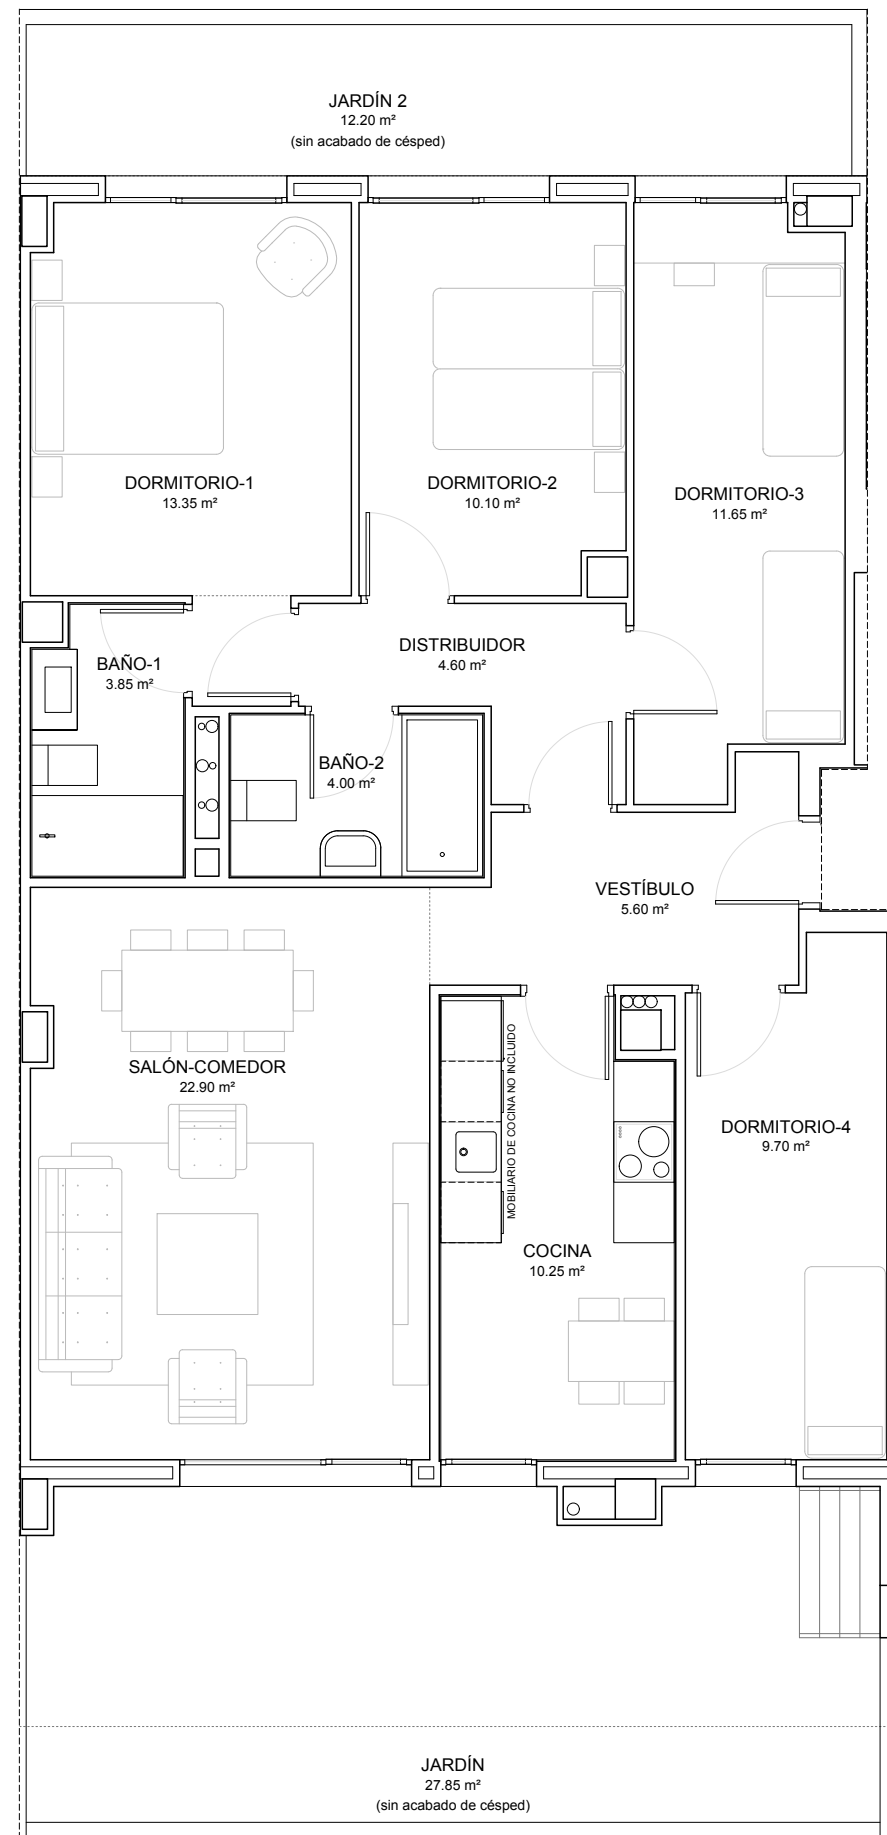 JARDÍN 2
12.20 m²
(sin acabado de césped)
DORMITORIO-1
13.35 m²
DORMITORIO-2
10.10 m²
DORMITORIO-3
11.65 m²
DISTRIBUIDOR
4.60 m²
BAÑO-1
3.85 m²
BAÑO-2
4.00 m²
VESTÍBULO
5.60 m²
SALÓN-COMEDOR
22.90 m²
MOBILIARIO DE COCINA NO INCLUIDO
DORMITORIO-4
9.70 m²
COCINA
10.25 m²
JARDÍN
27.85 m²
(sin acabado de césped)